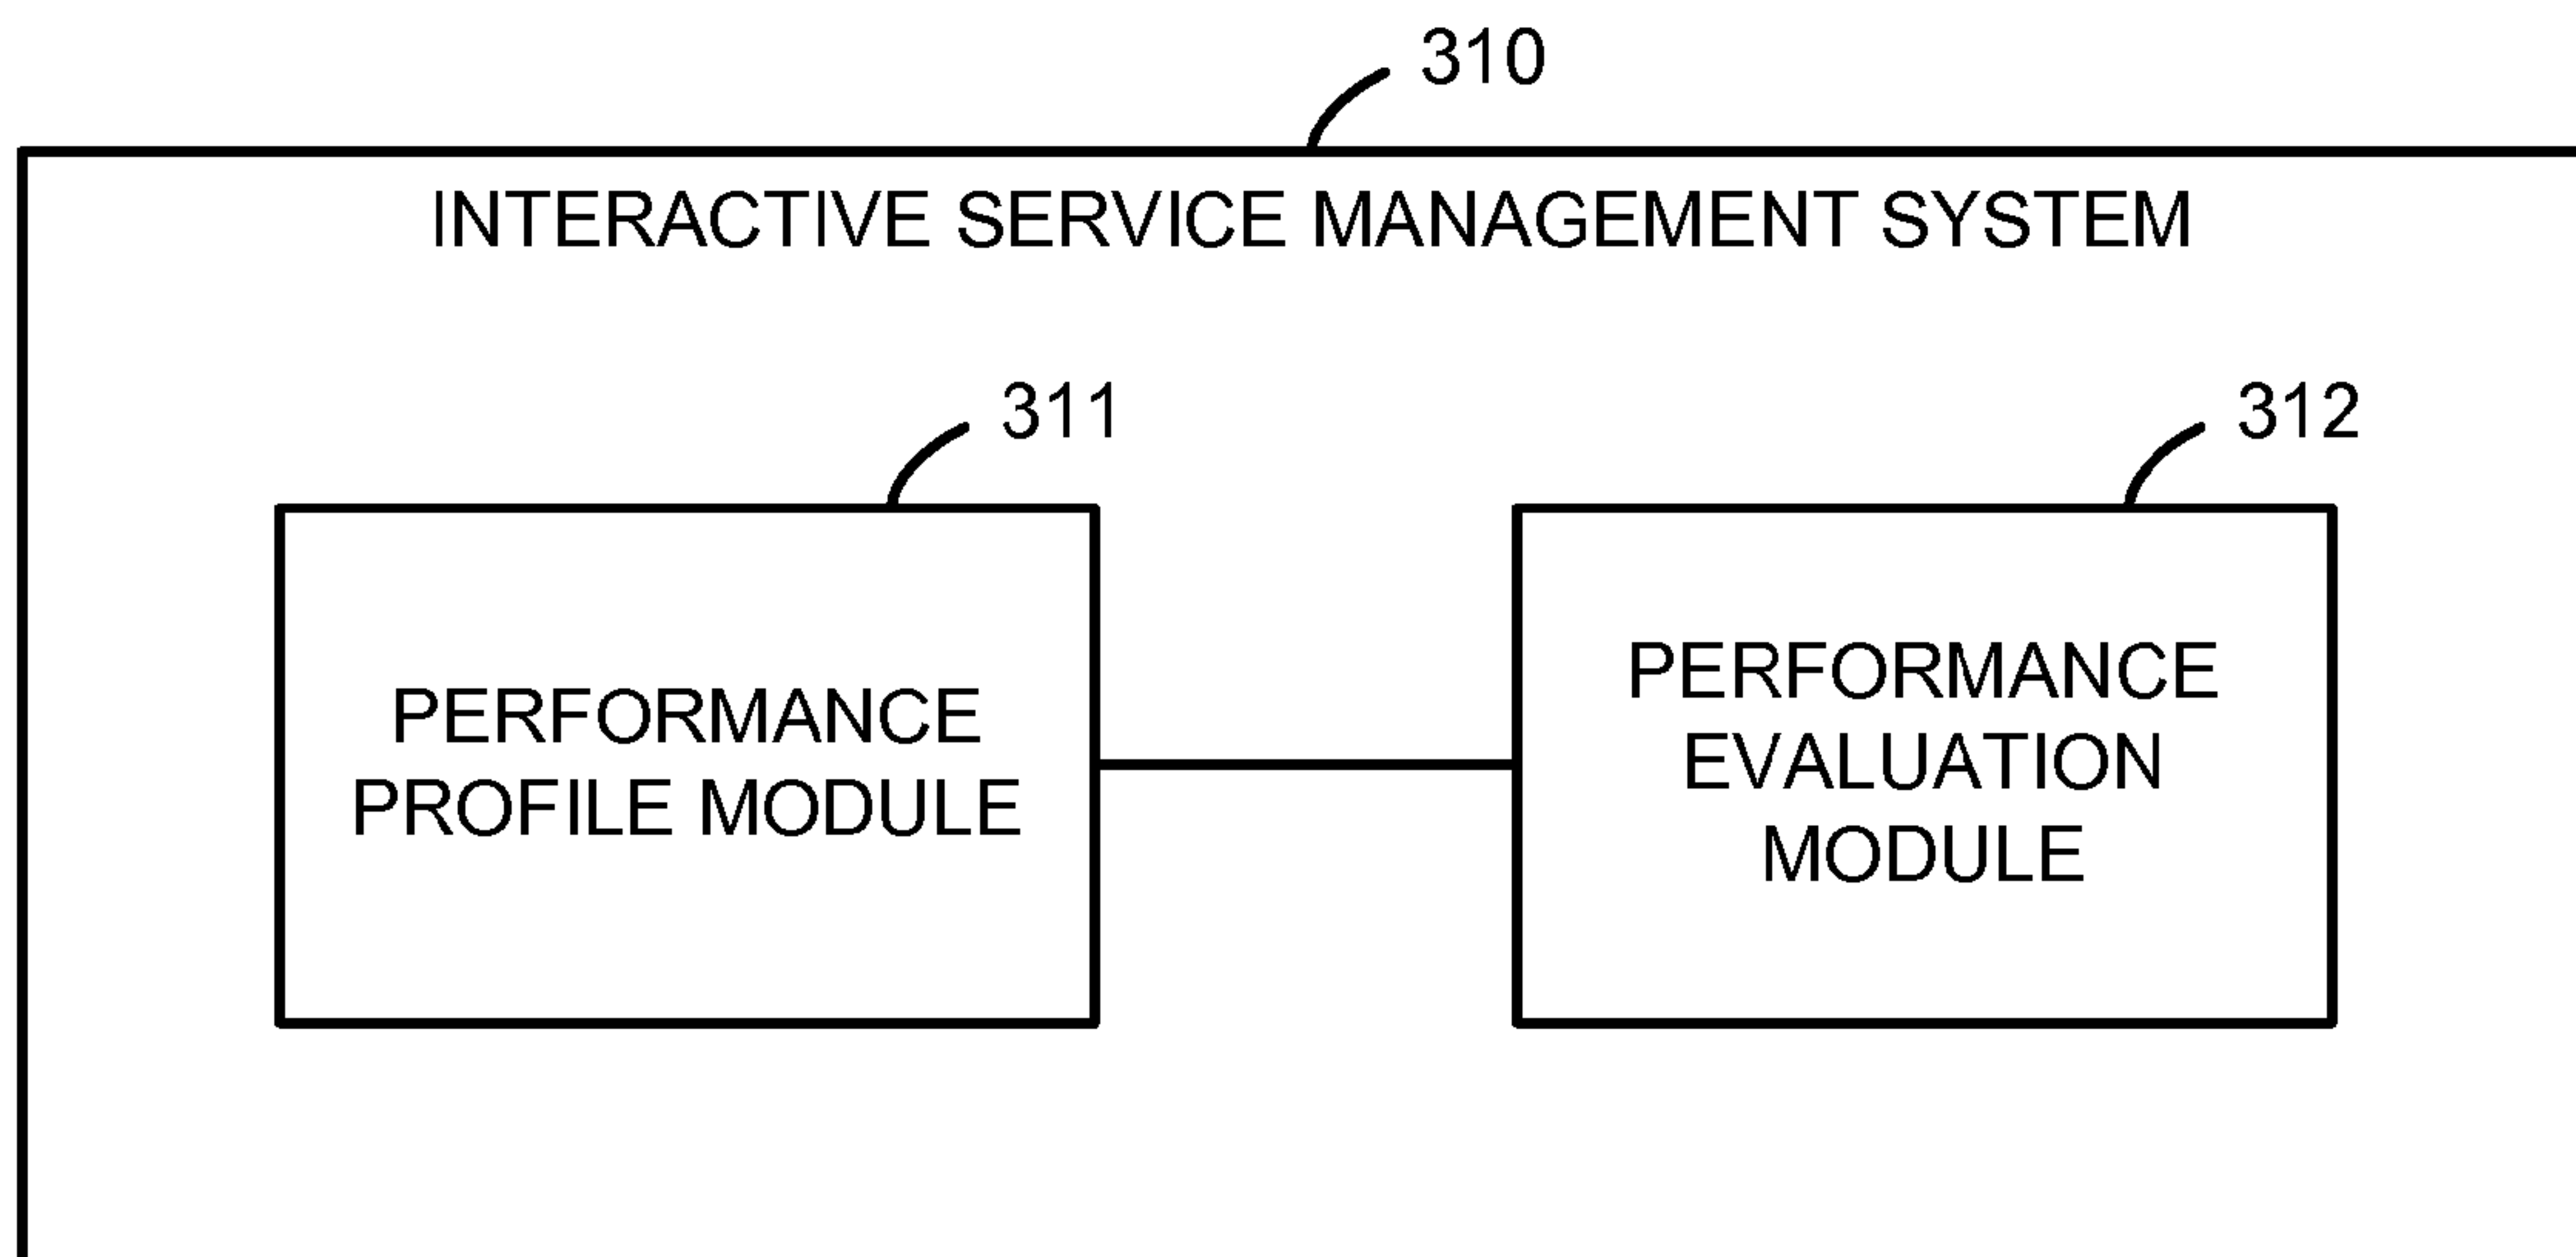 310
INTERACTIVE SERVICE MANAGEMENT SYSTEM
311
312
PERFORMANCE
PROFILE MODULE
PERFORMANCE
EVALUATION
MODULE